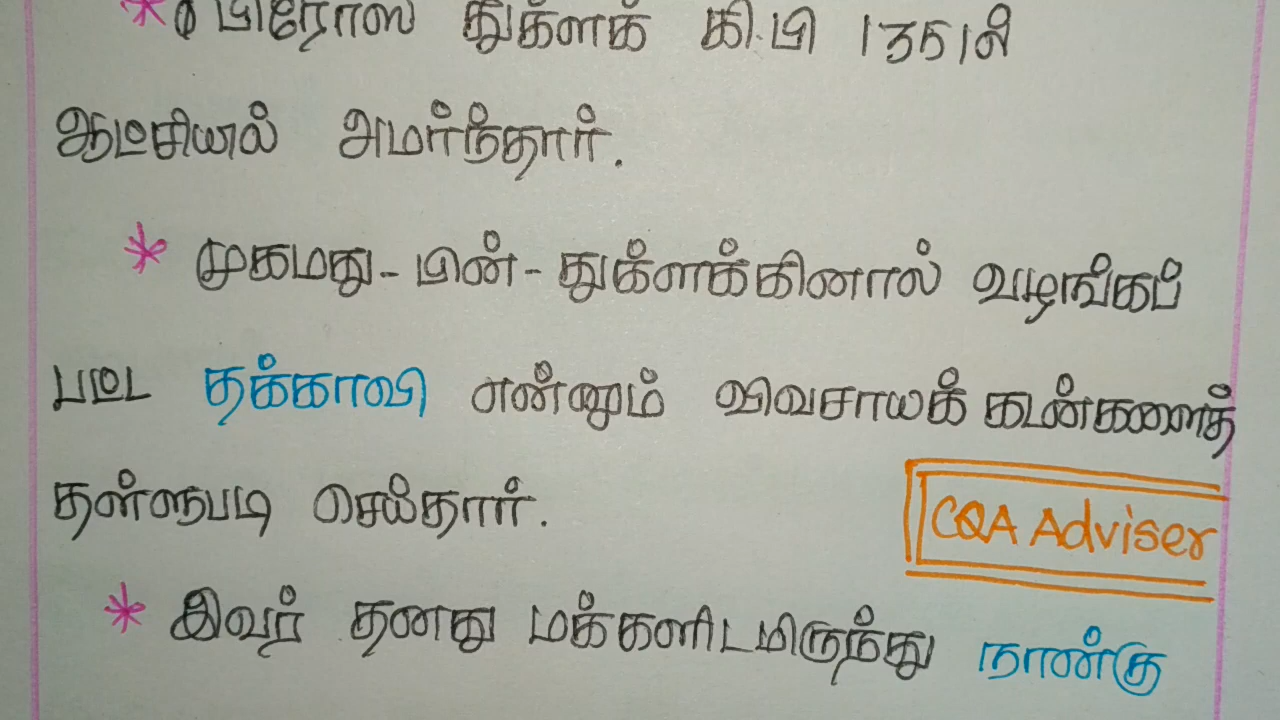 * பிரோஸ் துக்ளக் கி.பி 1351ல்
ஆட்சியில் அமர்ந்தார்.
* முகமது - பின் - துக்ளக்கினால் வழங்கப்
பட்ட தக்காவி என்னும் விவசாயக் கடன்களைத்
தள்ளுபடி செய்தார்.
CQA Adviser
* இவர் தனது மக்களிடமிருந்து நான்கு